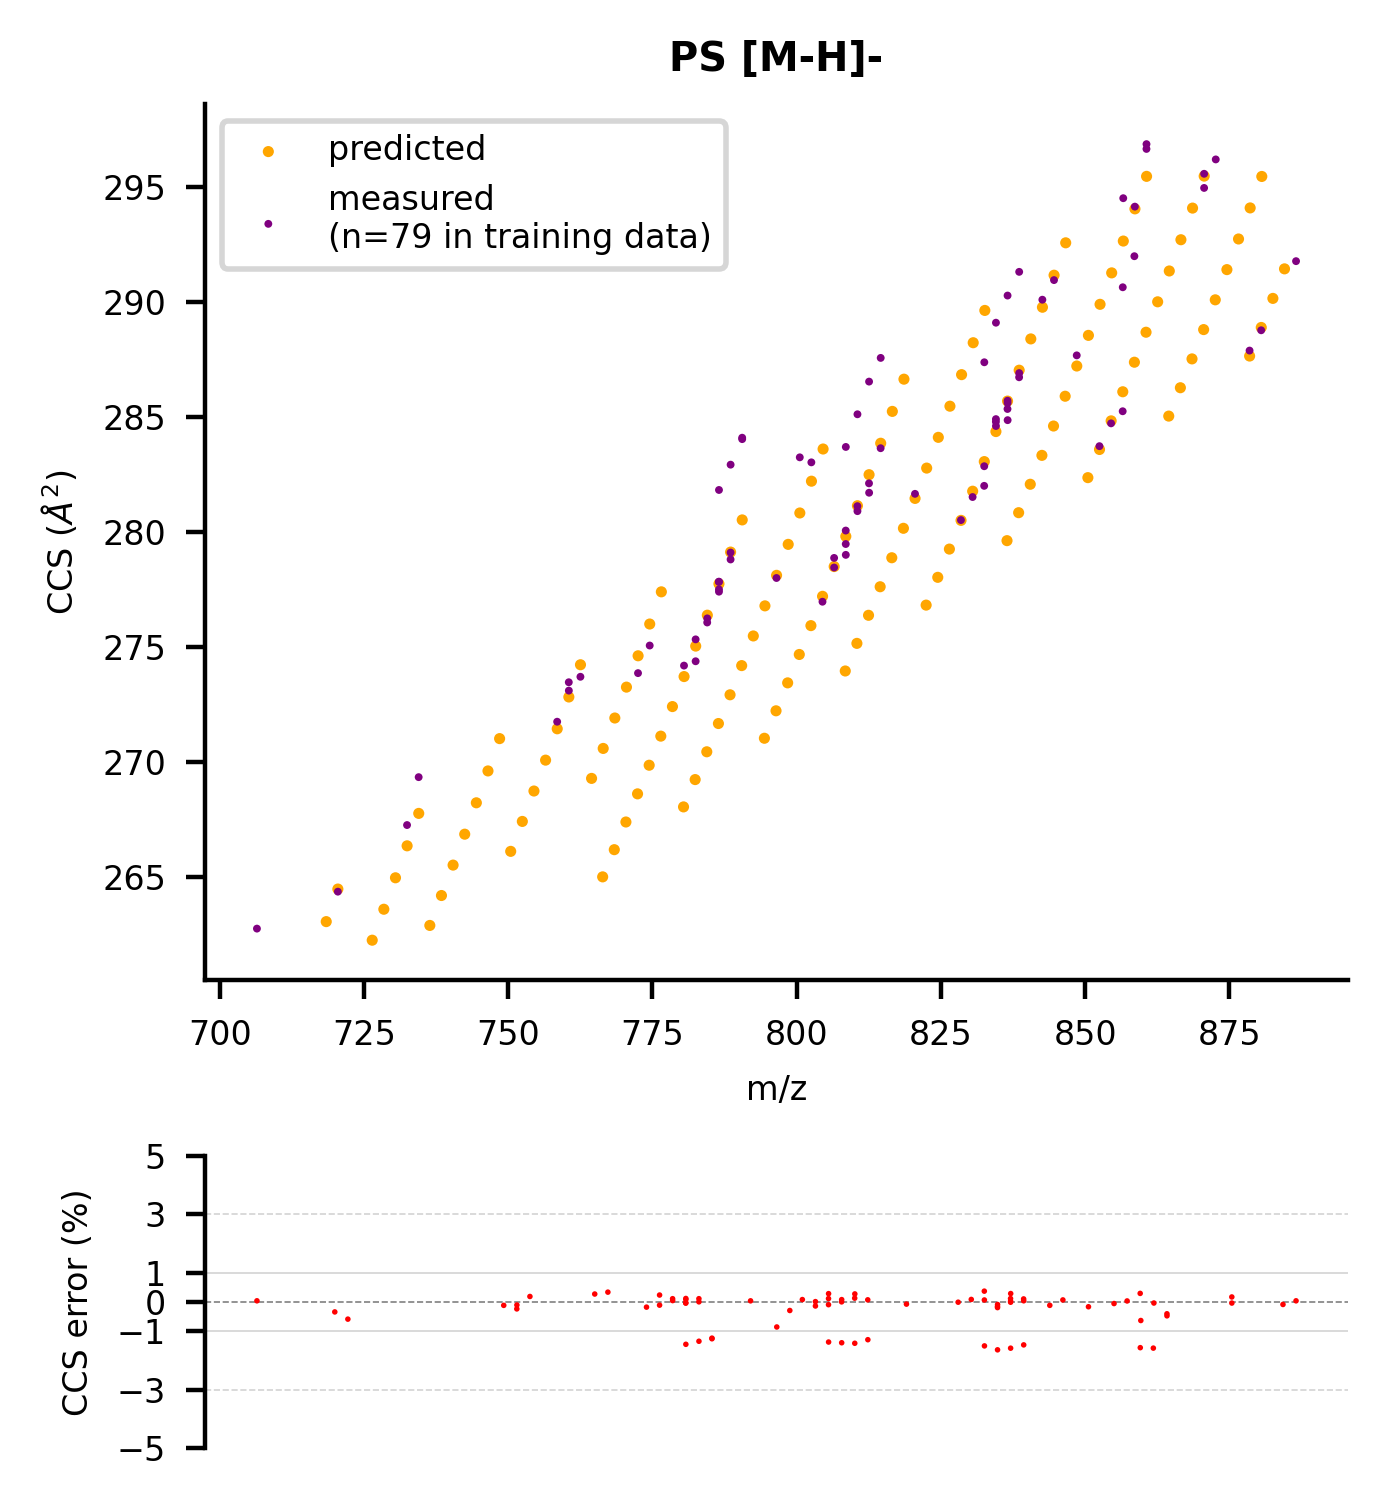 PS [M-H]-
predicted
measured
(n=79 in training data)
295
290
285
280
275
270
265
CCS (Å²)
700 725 750 775 800 825 850 875
m/z
5
3
1
0
−1
−3
−5
CCS error (%)